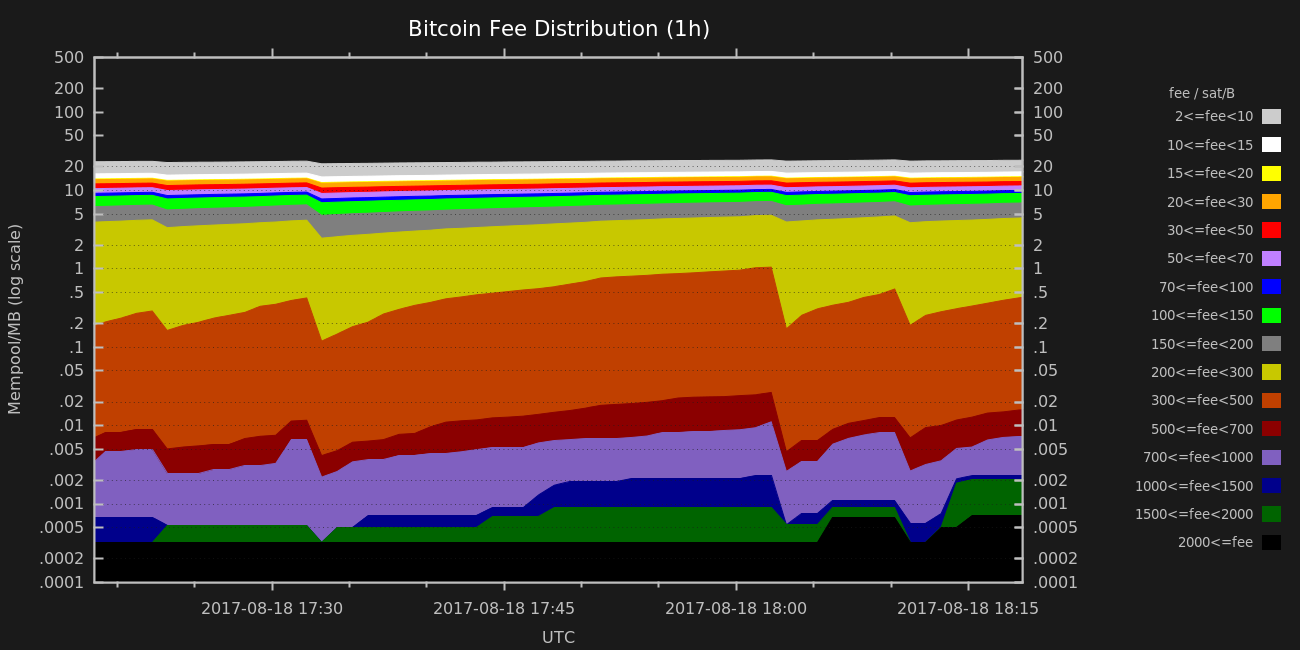 Bitcoin Fee Distribution (1h)
500
200
100
50
20
10
5
2
1
.5
.2
.1
.05
.02
.01
.005
.002
.001
.0005
.0002
.0001
Mempool/MB (log scale)
500
200
100
50
20
10
5
2
1
.5
.2
.1
.05
.02
.01
.005
.002
.001
.0005
.0002
.0001
2017-08-18 17:30
2017-08-18 17:45
2017-08-18 18:00
2017-08-18 18:15
UTC
fee / sat/B
2<=fee<10
10<=fee<15
15<=fee<20
20<=fee<30
30<=fee<50
50<=fee<70
70<=fee<100
100<=fee<150
150<=fee<200
200<=fee<300
300<=fee<500
500<=fee<700
700<=fee<1000
1000<=fee<1500
1500<=fee<2000
2000<=fee